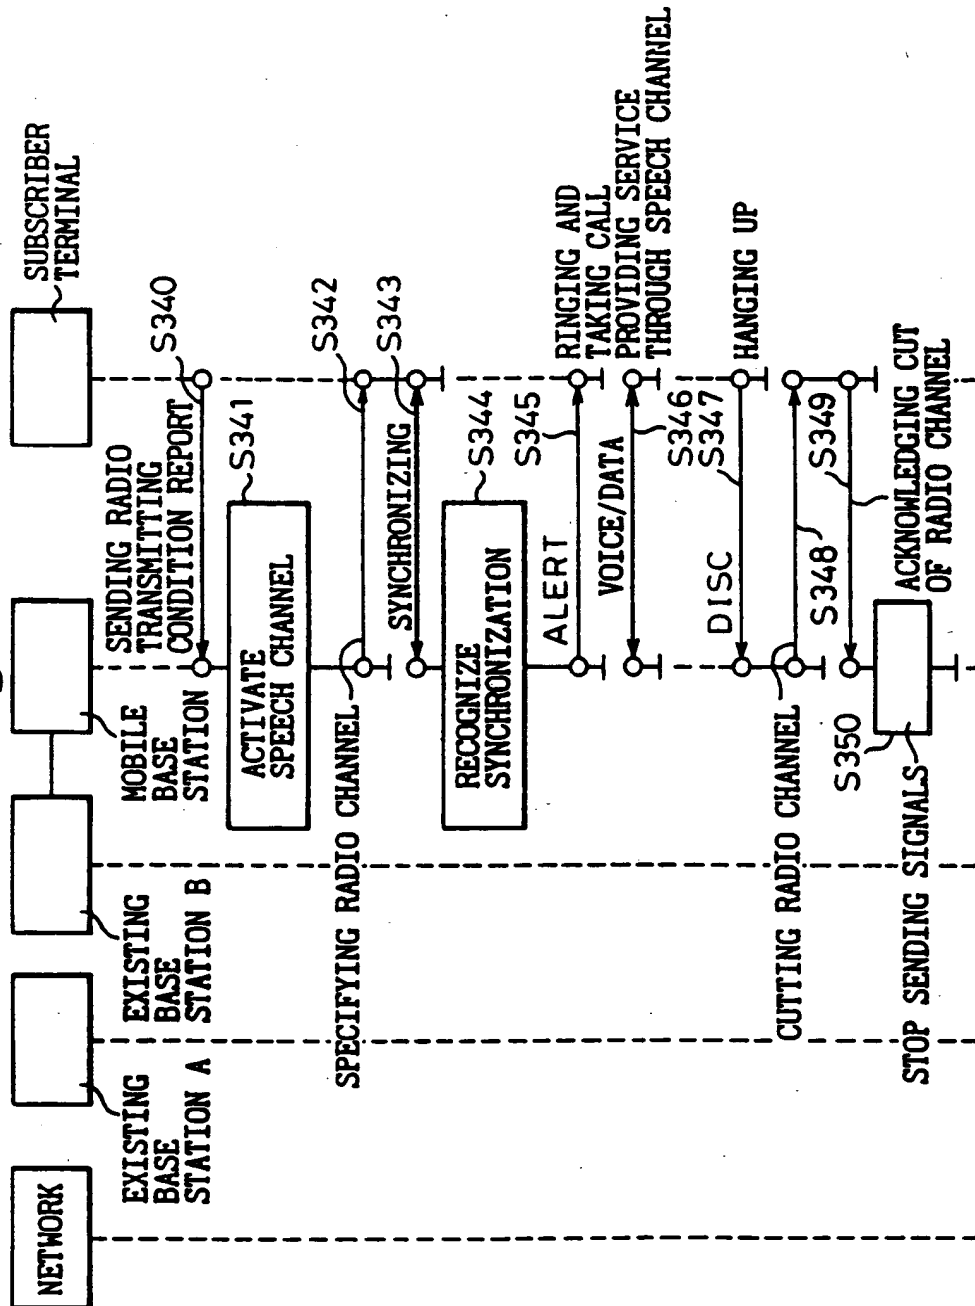 NETWORK
EXISTING
BASE
STATION A
EXISTING
BASE
STATION B
MOBILE
BASE
STATION
SUBSCRIBER
TERMINAL
SENDING RADIO
TRANSMITTING
CONDITION REPORT
S340
ACTIVATE
SPEECH CHANNEL
S341
SPECIFYING RADIO CHANNEL
S342
SYNCHRONIZING
S343
RECOGNIZE
SYNCHRONIZATION
S344
ALERT
S345
RINGING AND
TAKING CALL
VOICE/DATA
S346
PROVIDING SERVICE
THROUGH SPEECH CHANNEL
DISC
S347
HANGING UP
CUTTING RADIO CHANNEL
S348
S349
ACKNOWLEDGING CUT
OF RADIO CHANNEL
S350
STOP SENDING SIGNALS